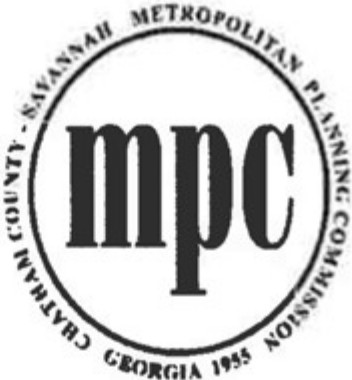 CHATHAM COUNTY - SAVANNAH METROPOLITAN PLANNING COMMISSION
mpc
GEORGIA 1955